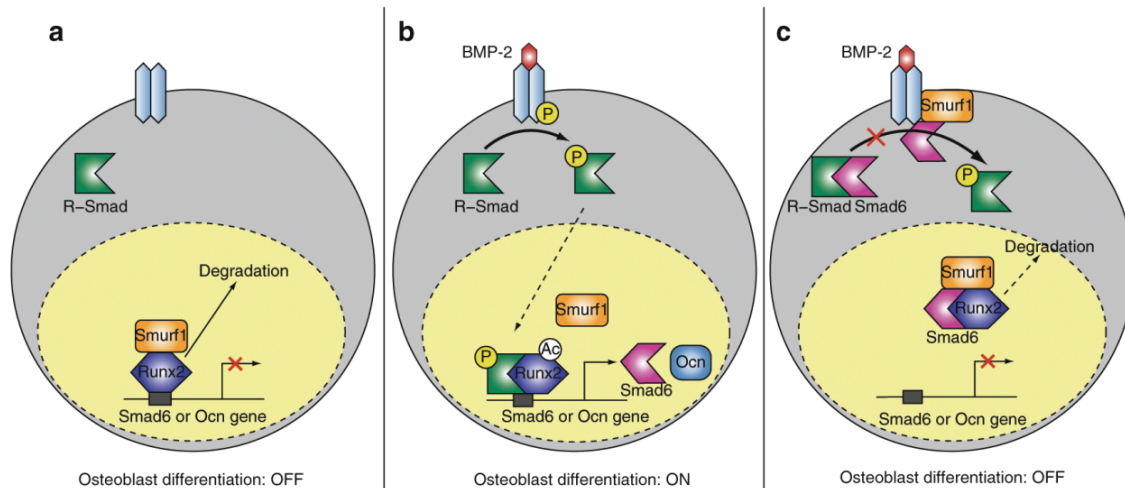 a
R–Smad
Degradation
Smurf1
Runx2
Smad6 or Ocn gene
Osteoblast differentiation: OFF
b
BMP-2
P
P
R–Smad
Smurf1
P
Ac
Runx2
Smad6
Ocn
Smad6 or Ocn gene
Osteoblast differentiation: ON
c
BMP-2
Smurf1
P
R–Smad Smad6
Degradation
Smurf1
Runx2
Smad6
Smad6 or Ocn gene
Osteoblast differentiation: OFF